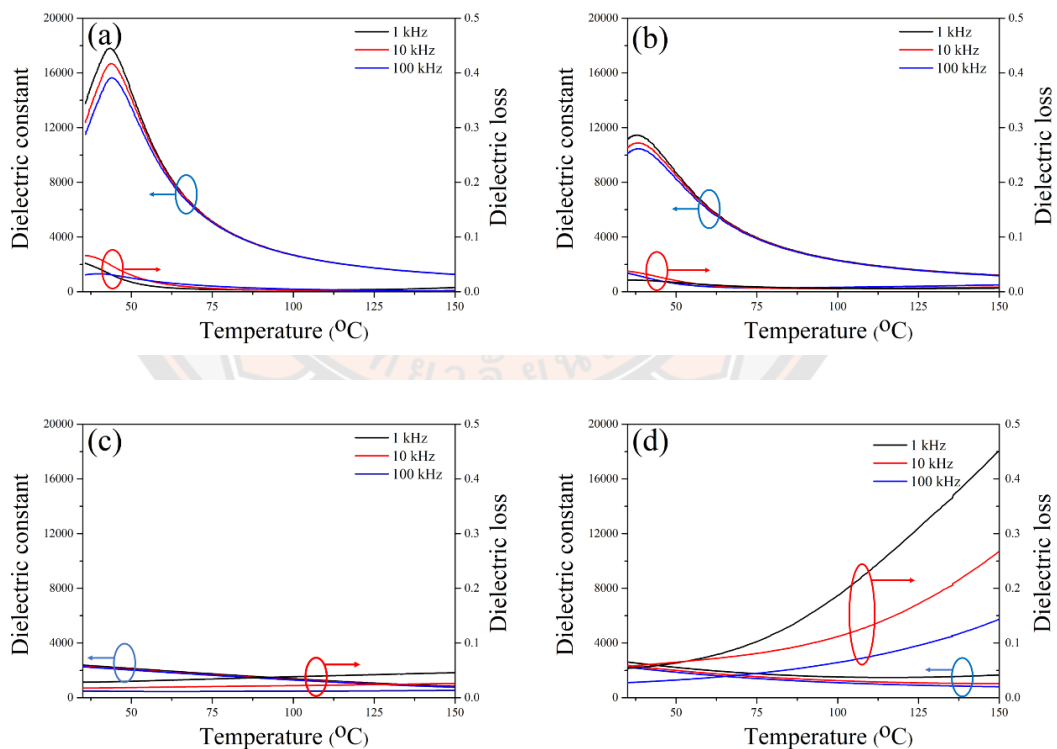 (a)
1 kHz
10 kHz
100 kHz
Dielectric constant
Dielectric loss
20000
16000
12000
8000
4000
0
0.5
0.4
0.3
0.2
0.1
0.0
50 75 100 125 150
Temperature (°C)
(b)
1 kHz
10 kHz
100 kHz
Dielectric constant
Dielectric loss
20000
16000
12000
8000
4000
0
0.5
0.4
0.3
0.2
0.1
0.0
50 75 100 125 150
Temperature (°C)
(c)
1 kHz
10 kHz
100 kHz
Dielectric constant
Dielectric loss
20000
16000
12000
8000
4000
0
0.5
0.4
0.3
0.2
0.1
0.0
50 75 100 125 150
Temperature (°C)
(d)
1 kHz
10 kHz
100 kHz
Dielectric constant
Dielectric loss
20000
16000
12000
8000
4000
0
0.5
0.4
0.3
0.2
0.1
0.0
50 75 100 125 150
Temperature (°C)